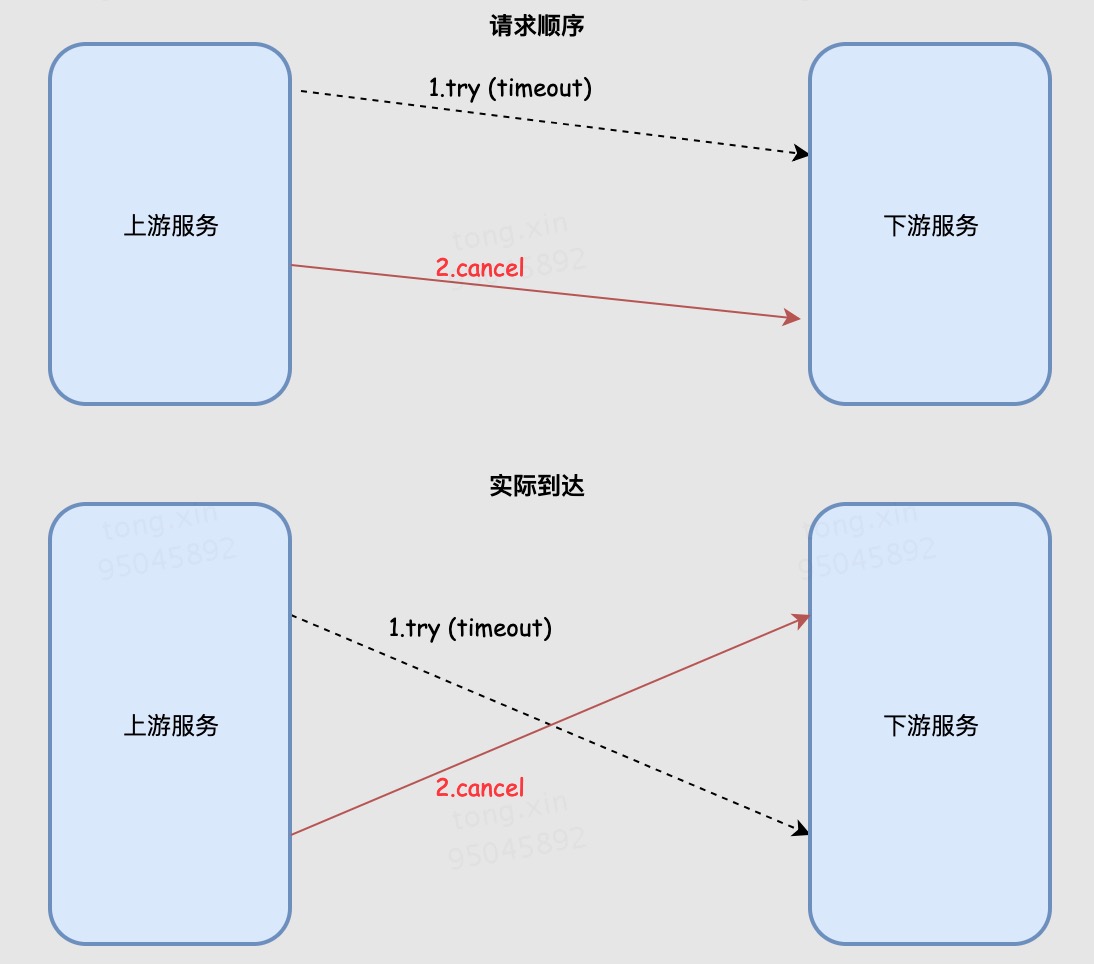 请求顺序
1.try (timeout)
上游服务
下游服务
tong.xin
2.cancel
实际到达
tong.xin
95045892
tong.xin
95045892
1.try (timeout)
上游服务
下游服务
2.cancel
tong.xin
95045892